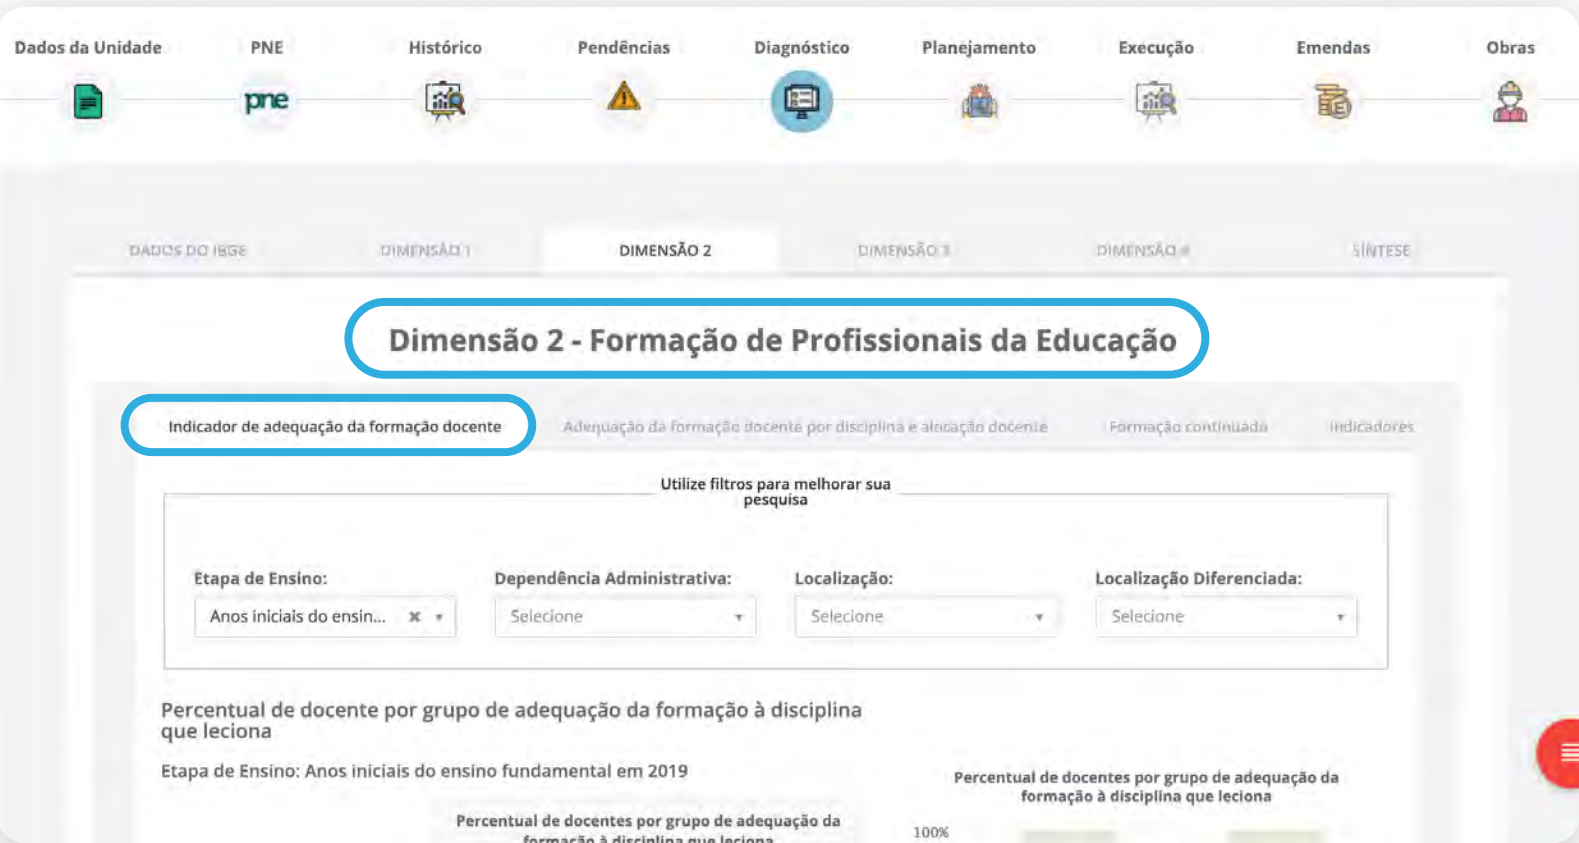 Dados da Unidade PNE Histórico Pendências Diagnóstico Planejamento Execução Emendas Obras
pne
DADOS DO IBGE DIMENSÃO 1 DIMENSÃO 2 DIMENSÃO 3 DIMENSÃO 4 SÍNTESE
Dimensão 2 - Formação de Profissionais da Educação
Indicador de adequação da formação docente Adequação da formação docente por disciplina e alocação docente Formação continuada Indicadores
Utilize filtros para melhorar sua
pesquisa
Etapa de Ensino: Dependência Administrativa: Localização: Localização Diferenciada:
Anos iniciais do ensin... Selecione Selecione Selecione
Percentual de docente por grupo de adequação da formação à disciplina
que leciona
Etapa de Ensino: Anos iniciais do ensino fundamental em 2019
Percentual de docentes por grupo de adequação da
formação à disciplina que leciona
Percentual de docentes por grupo de adequação da
formação à disciplina que leciona
100%